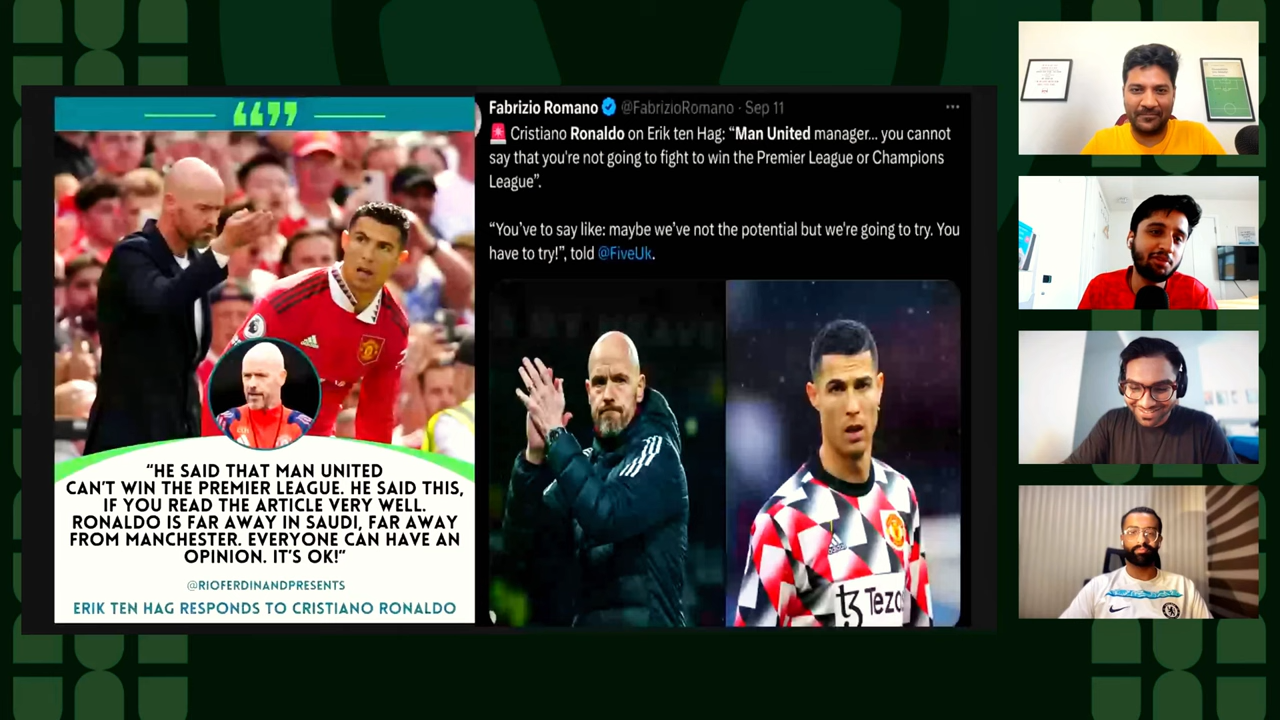 ““””
“HE SAID THAT MAN UNITED
CAN’T WIN THE PREMIER LEAGUE. HE SAID THIS,
IF YOU READ THE ARTICLE VERY WELL.
RONALDO IS FAR AWAY IN SAUDI, FAR AWAY
FROM MANCHESTER. EVERYONE CAN HAVE AN
OPINION. IT’S OK!”
@RIOFERDINANDPRESENTS
ERIK TEN HAG RESPONDS TO CRISTIANO RONALDO
Fabrizio Romano @FabrizioRomano · Sep 11
🚨 Cristiano Ronaldo on Erik ten Hag: “Man United manager... you cannot
say that you're not going to fight to win the Premier League or Champions
League”.
“You’ve to say like: maybe we’ve not the potential but we’re going to try. You
have to try!”, told @FiveUk.
Tezo